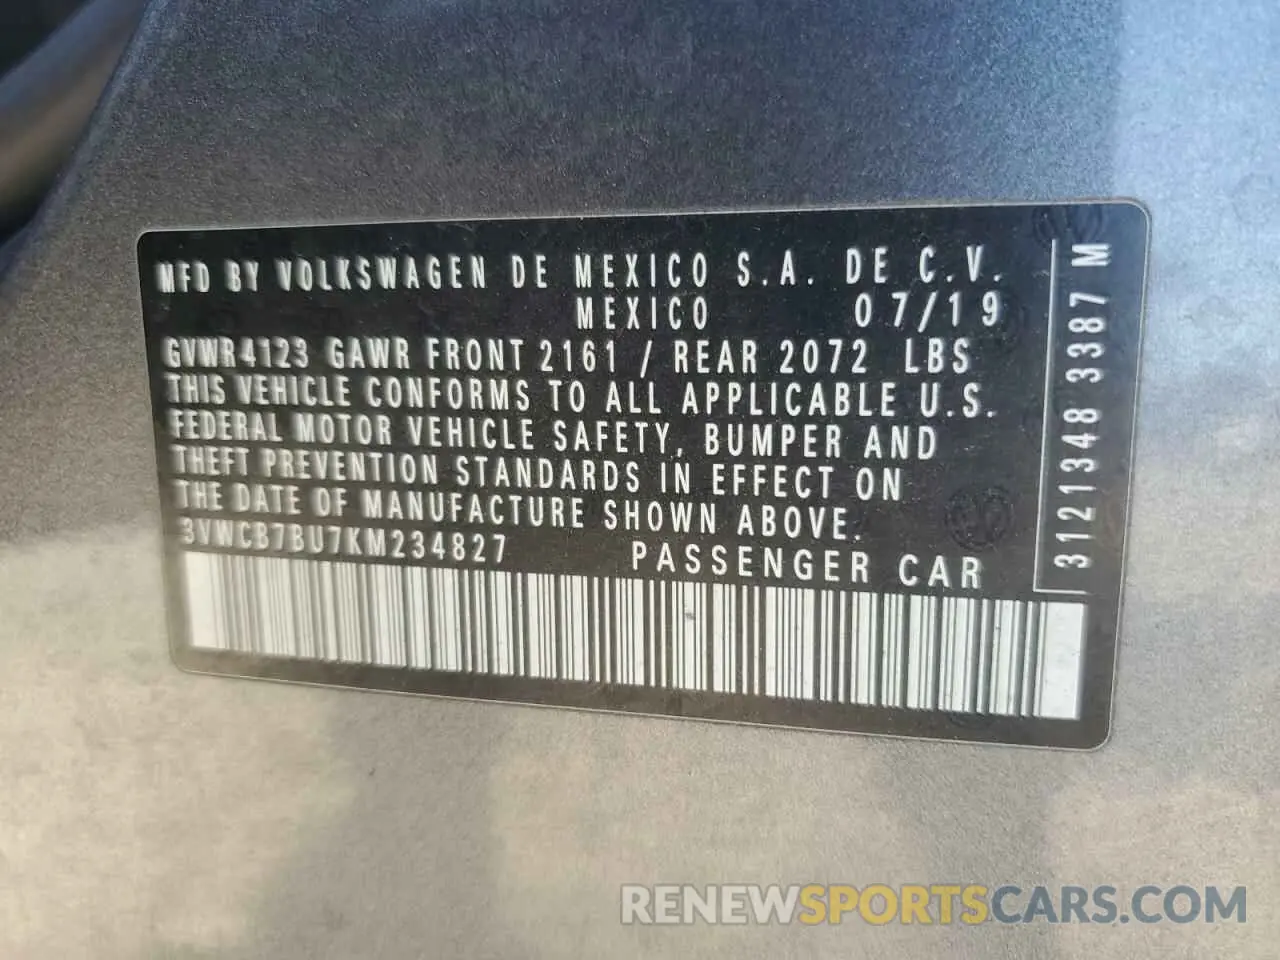 MFD BY VOLKSWAGEN DE MEXICO S.A. DE C.V.
MEXICO 07/19
GVWR4123 GAWR FRONT 2161 / REAR 2072 LBS
THIS VEHICLE CONFORMS TO ALL APPLICABLE U.S.
FEDERAL MOTOR VEHICLE SAFETY, BUMPER AND
THEFT PREVENTION STANDARDS IN EFFECT ON
THE DATE OF MANUFACTURE SHOWN ABOVE.
3VWCB7BU7KM234827 PASSENGER CAR
3121348 3387 M
RENEWSPORTSCARS.COM